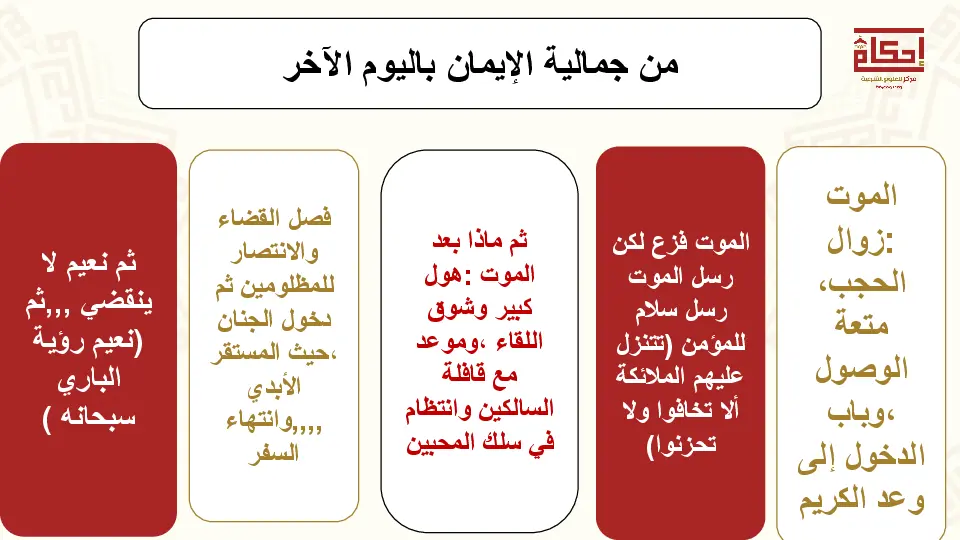 من جمالية الإيمان باليوم الآخر
إحكام
مركز للعلوم الشرعية
الموت
:زوال
الحجب،
متعة
الوصول
،وباب
الدخول إلى
وعد الكريم
الموت فزع لكن
رسل الموت
رسل سلام
للمؤمن (تتنزل
عليهم الملائكة
ألا تخافوا ولا
تحزنوا)
ثم ماذا بعد
الموت :هول
كبير وشوق
اللقاء ،وموعد
مع قافلة
السالكين وانتظام
في سلك المحبين
فصل القضاء
والانتصار
للمظلومين ثم
دخول الجنان
،حيث المستقر
الأبدي
,,,,وانتهاء
السفر
ثم نعيم لا
ينقضي ,,,ثم
(نعيم رؤية
الباري
سبحانه )